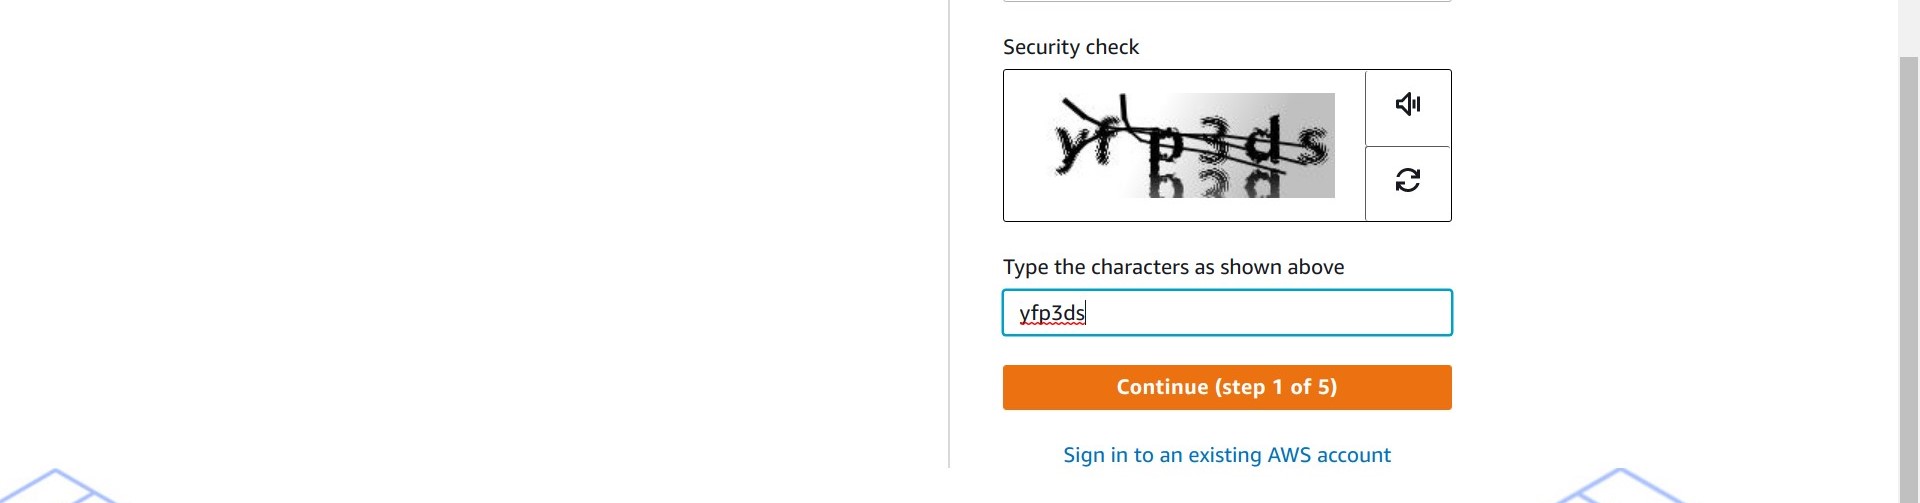 Security check
yfp3ds
Type the characters as shown above
yfp3ds
Continue (step 1 of 5)
Sign in to an existing AWS account